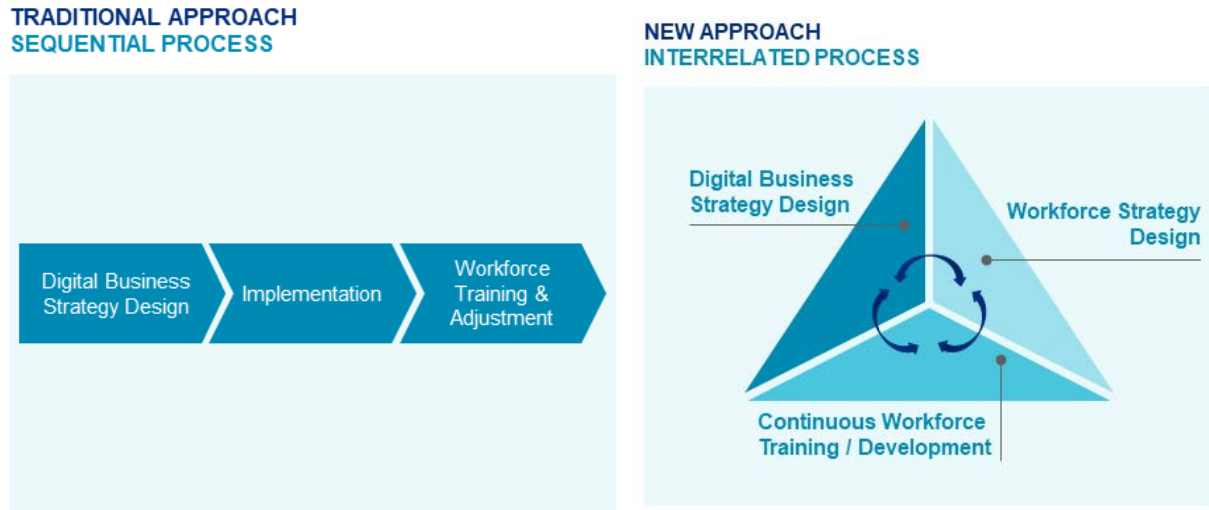 TRADITIONAL APPROACH
SEQUENTIAL PROCESS
Digital Business
Strategy Design
Implementation
Workforce
Training &
Adjustment
NEW APPROACH
INTERRELATED PROCESS
Digital Business
Strategy Design
Workforce Strategy
Design
Continuous Workforce
Training / Development